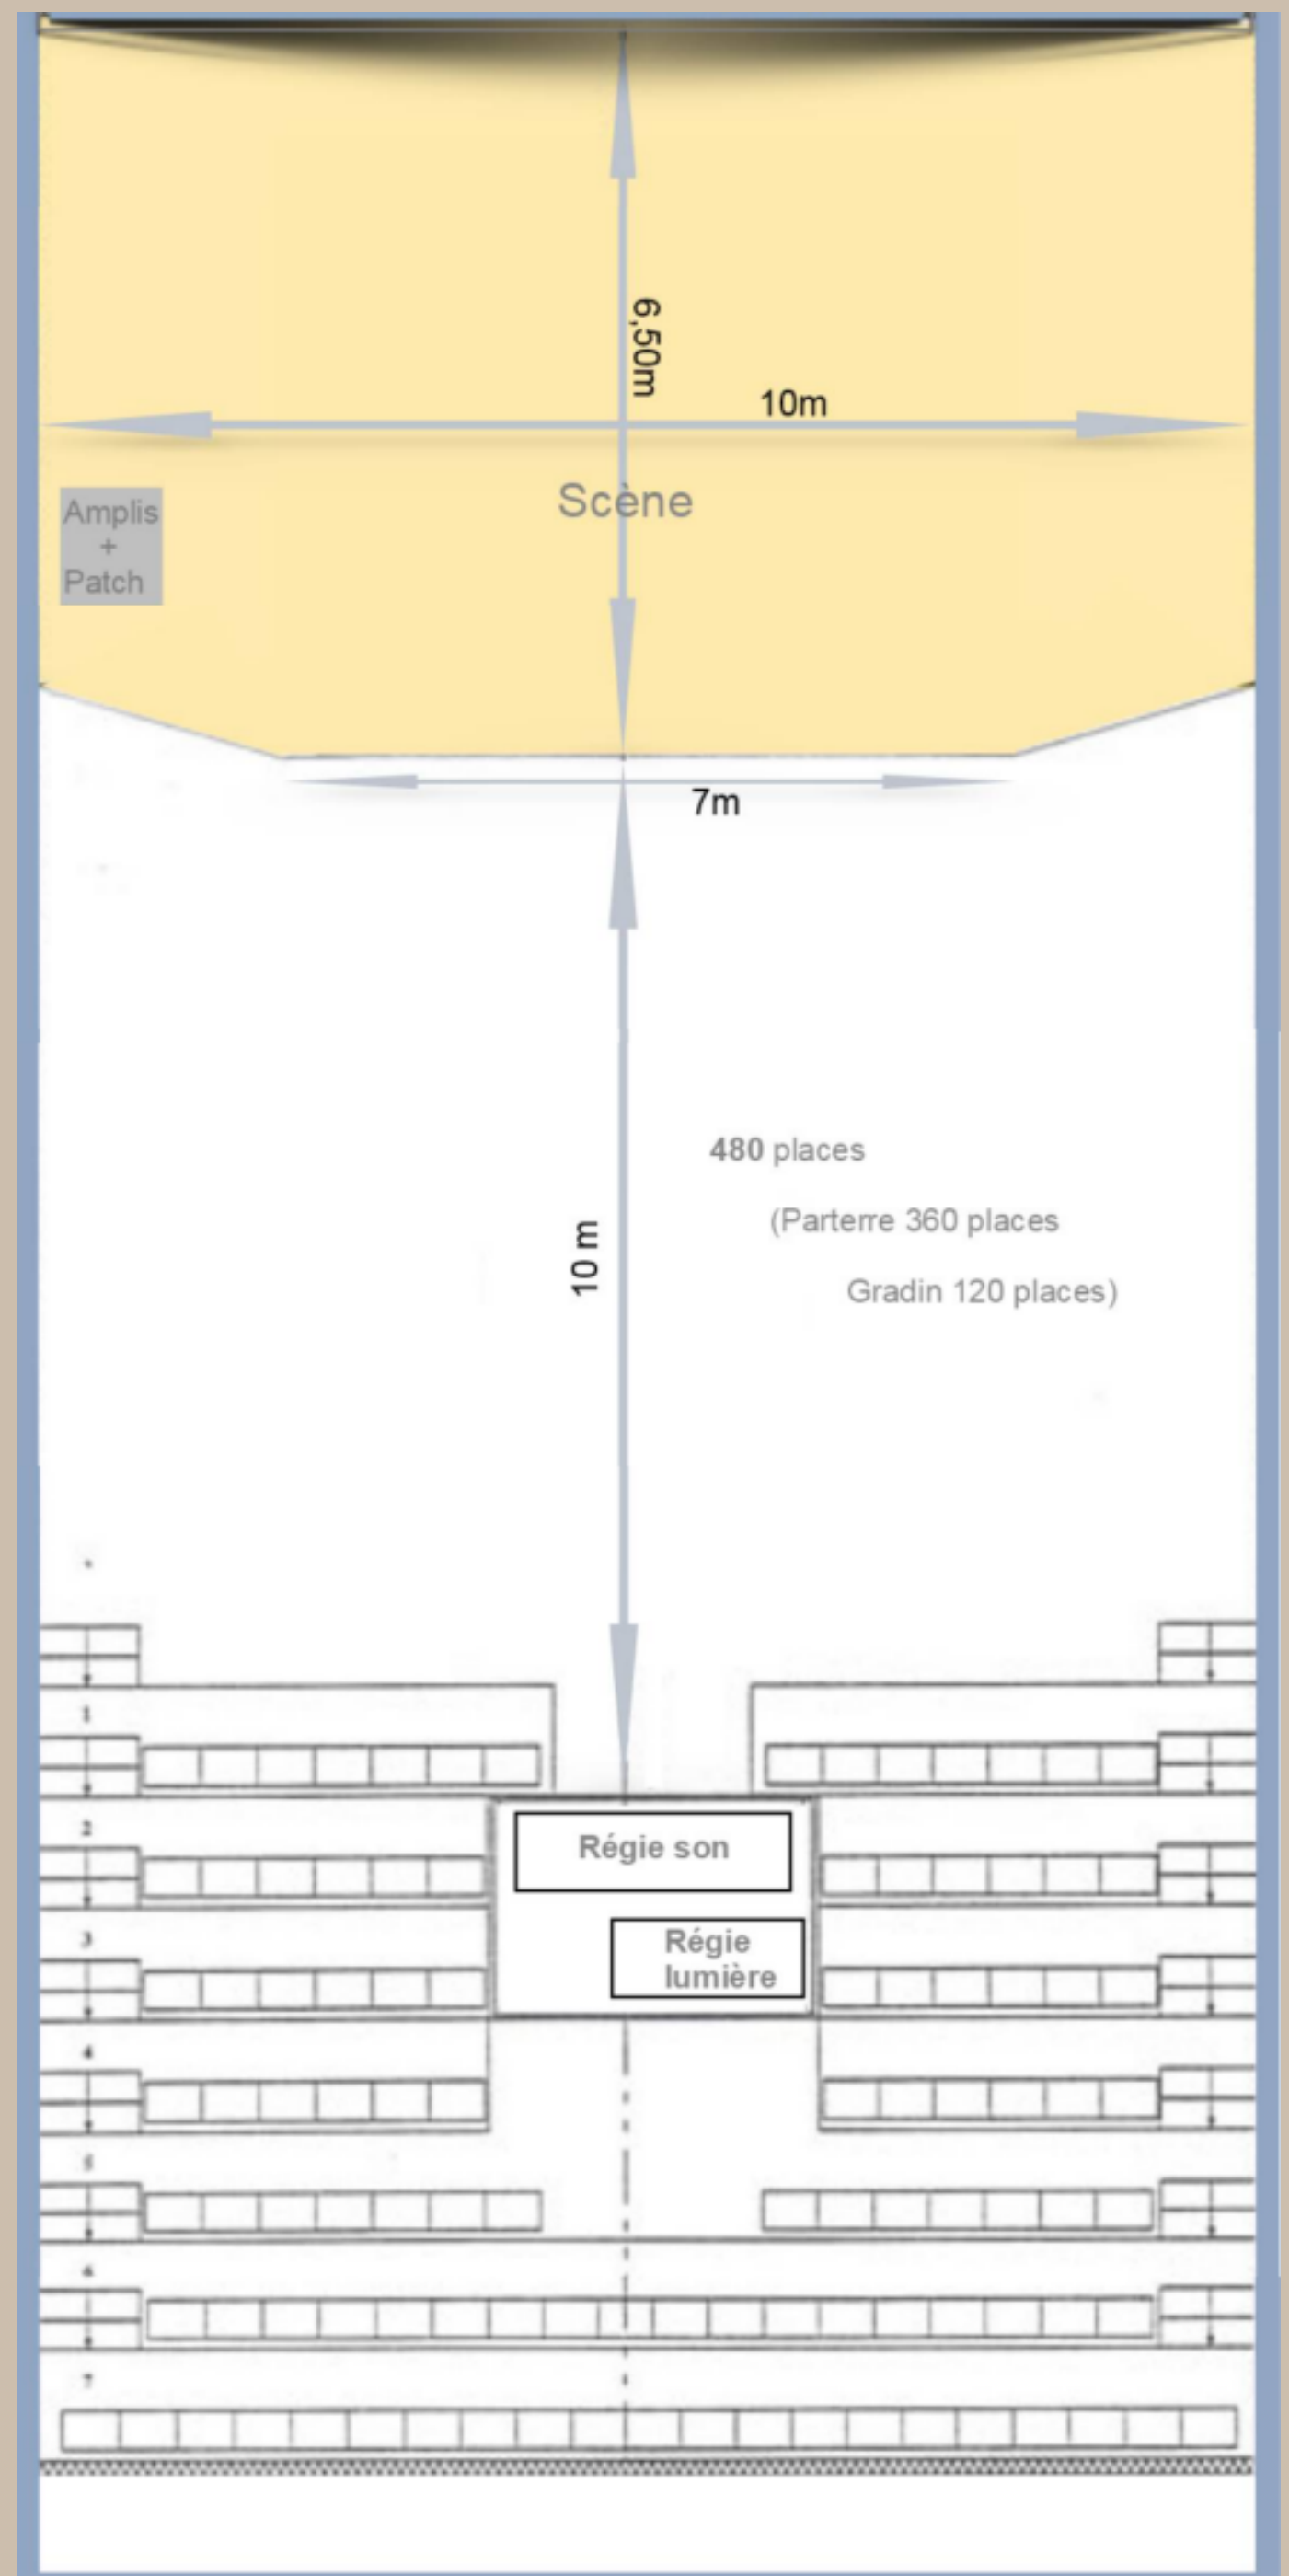 6,50m
10m
Scène
Amplis
+
Patch
7m
480 places
(Parterre 360 places
Gradin 120 places)
10 m
1
2
Régie son
3
Régie
lumière
4
5
6
7